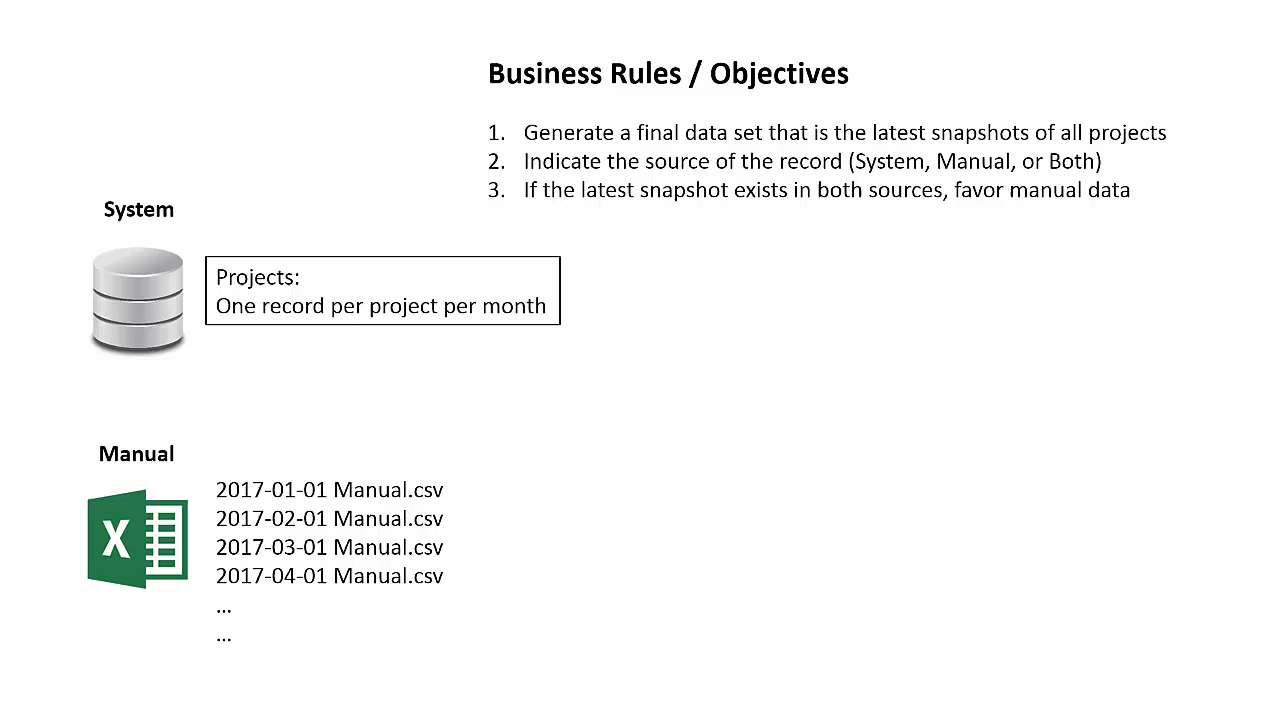 Business Rules / Objectives
1. Generate a final data set that is the latest snapshots of all projects
2. Indicate the source of the record (System, Manual, or Both)
3. If the latest snapshot exists in both sources, favor manual data
System
Projects:
One record per project per month
Manual
X
2017-01-01 Manual.csv
2017-02-01 Manual.csv
2017-03-01 Manual.csv
2017-04-01 Manual.csv
...
...